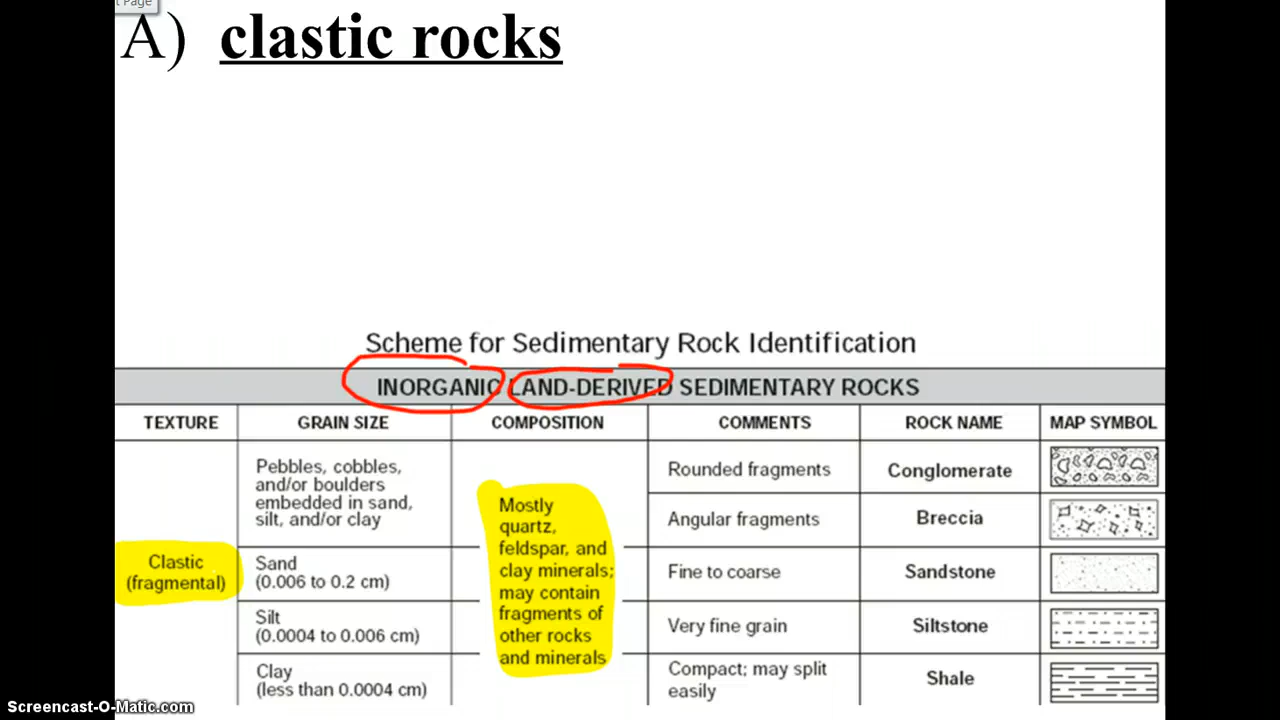 t Page
A) clastic rocks
Scheme for Sedimentary Rock Identification
INORGANIC LAND-DERIVED SEDIMENTARY ROCKS
TEXTURE GRAIN SIZE COMPOSITION COMMENTS ROCK NAME MAP SYMBOL
Clastic
(fragmental)
Pebbles, cobbles,
and/or boulders
embedded in sand,
silt, and/or clay
Mostly
quartz,
feldspar, and
clay minerals;
may contain
fragments of
other rocks
and minerals
Rounded fragments Conglomerate
Angular fragments Breccia
Sand
(0.006 to 0.2 cm)
Fine to coarse Sandstone
Silt
(0.0004 to 0.006 cm)
Very fine grain Siltstone
Clay
(less than 0.0004 cm)
Compact; may split
easily
Shale
Screencast-O-Matic.com